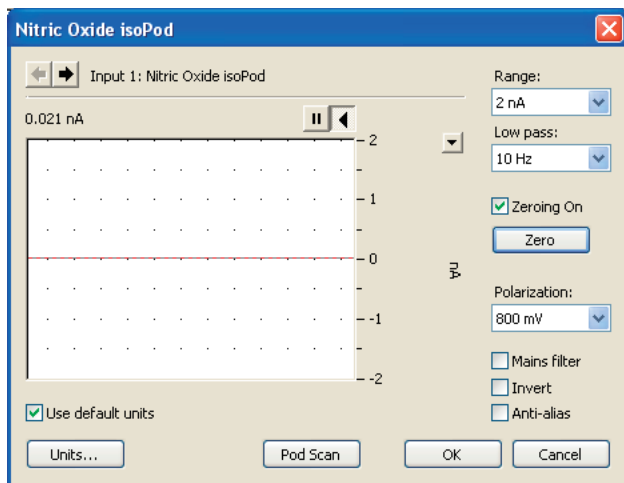 Nitric Oxide isoPod
Input 1: Nitric Oxide isoPod
0.021 nA
2
1
0
-1
-2
nA
Range:
2 nA
Low pass:
10 Hz
Zeroing On
Zero
Polarization:
800 mV
Mains filter
Invert
Anti-alias
Use default units
Units...
Pod Scan
OK
Cancel